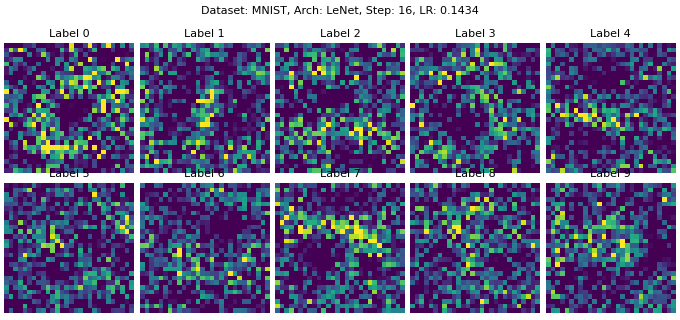 Dataset: MNIST, Arch: LeNet, Step: 16, LR: 0.1434
Label 0 Label 1 Label 2 Label 3 Label 4
Label 5 Label 6 Label 7 Label 8 Label 9